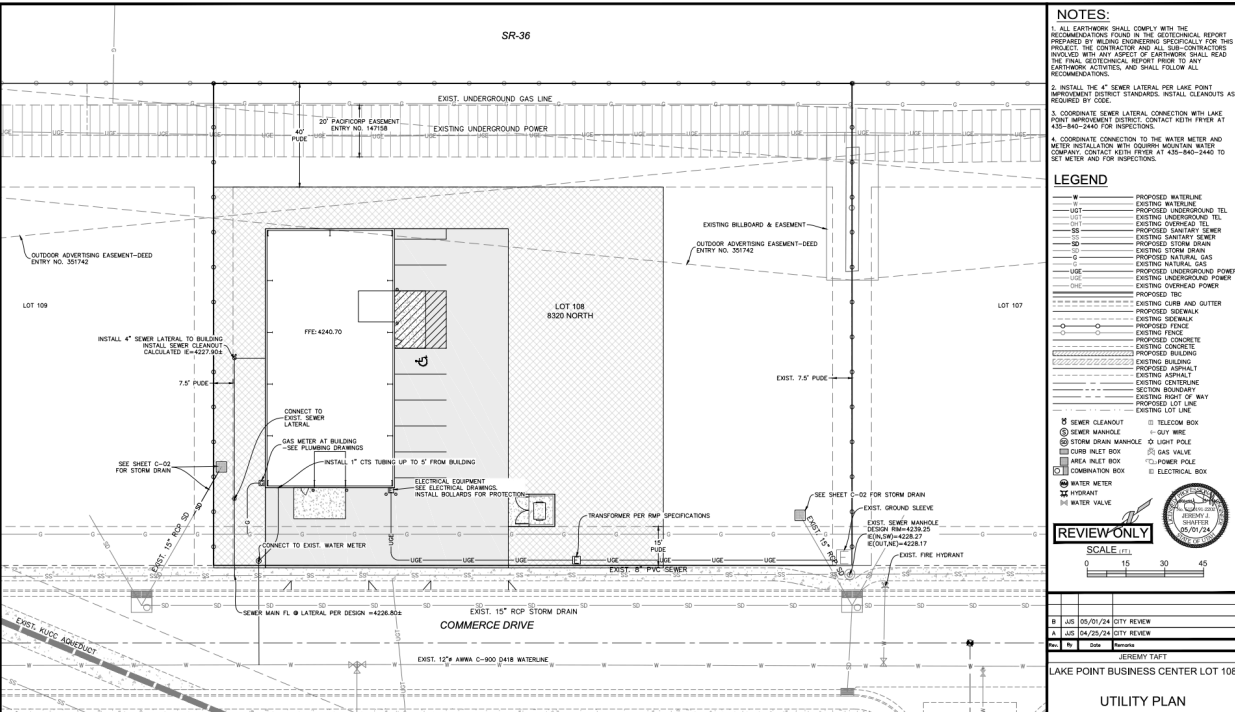 SR-36
EXIST. UNDERGROUND GAS LINE
20' PACIFICORP EASEMENT
ENTRY NO. 147158
EXISTING UNDERGROUND POWER
40'
PUDE
EXISTING BILLBOARD & EASEMENT
OUTDOOR ADVERTISING EASEMENT-DEED
ENTRY NO. 351742
OUTDOOR ADVERTISING EASEMENT-DEED
ENTRY NO. 351742
LOT 109
LOT 108
8320 NORTH
LOT 107
FFE: 4240.70
INSTALL 4" SEWER LATERAL TO BUILDING
INSTALL SEWER CLEANOUT
CALCULATED IE=4227.90±
7.5' PUDE
EXIST. 7.5' PUDE
CONNECT TO
EXIST. SEWER
LATERAL
GAS METER AT BUILDING
-SEE PLUMBING DRAWINGS
INSTALL 1" CTS TUBING UP TO 5' FROM BUILDING
SEE SHEET C-02
FOR STORM DRAIN
ELECTRICAL EQUIPMENT
SEE ELECTRICAL DRAWINGS.
INSTALL BOLLARDS FOR PROTECTION
SEE SHEET C-02 FOR STORM DRAIN
EXIST. GROUND SLEEVE
TRANSFORMER PER RMP SPECIFICATIONS
EXIST. SEWER MANHOLE
DESIGN RIM=4239.25
IE(IN,SW)=4228.27
IE(OUT,NE)=4228.17
15'
PUDE
EXIST. FIRE HYDRANT
EXIST. 15" RCP SD
EXIST. 15" RCP SD
CONNECT TO EXIST. WATER METER
EXIST. 8" PVC SEWER
SEWER MAIN FL @ LATERAL PER DESIGN =4226.80±
EXIST. 15" RCP STORM DRAIN
COMMERCE DRIVE
EXIST. KUCC AQUEDUCT
EXIST. 12"ø AWWA C-900 D418 WATERLINE
NOTES:
1. ALL EARTHWORK SHALL COMPLY WITH THE
RECOMMENDATIONS FOUND IN THE GEOTECHNICAL REPORT
PREPARED BY WILDING ENGINEERING SPECIFICALLY FOR THIS
PROJECT. THE CONTRACTOR AND ALL SUB-CONTRACTORS
INVOLVED WITH ANY ASPECT OF EARTHWORK SHALL READ
THE FINAL GEOTECHNICAL REPORT PRIOR TO ANY
EARTHWORK ACTIVITIES, AND SHALL FOLLOW ALL
RECOMMENDATIONS.
2. INSTALL THE 4" SEWER LATERAL PER LAKE POINT
IMPROVEMENT DISTRICT STANDARDS. INSTALL CLEANOUTS AS
REQUIRED BY CODE.
3. COORDINATE SEWER LATERAL CONNECTION WITH LAKE
POINT IMPROVEMENT DISTRICT. CONTACT KEITH FRYER AT
435-840-2440 FOR INSPECTIONS.
4. COORDINATE CONNECTION TO THE WATER METER AND
METER INSTALLATION WITH OQUIRRH MOUNTAIN WATER
COMPANY. CONTACT KEITH FRYER AT 435-840-2440 TO
SET METER AND FOR INSPECTIONS.
LEGEND
W PROPOSED WATERLINE
W EXISTING WATERLINE
UGT PROPOSED UNDERGROUND TEL
UGT EXISTING UNDERGROUND TEL
OHT EXISTING OVERHEAD TEL
SS PROPOSED SANITARY SEWER
SS EXISTING SANITARY SEWER
SD PROPOSED STORM DRAIN
SD EXISTING STORM DRAIN
G PROPOSED NATURAL GAS
G EXISTING NATURAL GAS
UGE PROPOSED UNDERGROUND POWER
UGE EXISTING UNDERGROUND POWER
OHE EXISTING OVERHEAD POWER
PROPOSED TBC
EXISTING CURB AND GUTTER
PROPOSED SIDEWALK
EXISTING SIDEWALK
PROPOSED FENCE
EXISTING FENCE
PROPOSED CONCRETE
EXISTING CONCRETE
PROPOSED BUILDING
EXISTING BUILDING
PROPOSED ASPHALT
EXISTING ASPHALT
EXISTING CENTERLINE
SECTION BOUNDARY
EXISTING RIGHT OF WAY
PROPOSED LOT LINE
EXISTING LOT LINE
SEWER CLEANOUT TELECOM BOX
SEWER MANHOLE GUY WIRE
STORM DRAIN MANHOLE LIGHT POLE
CURB INLET BOX GAS VALVE
AREA INLET BOX POWER POLE
COMBINATION BOX ELECTRICAL BOX
WATER METER
HYDRANT
WATER VALVE
JEREMY J.
SHAFFER
05/01/24
STATE OF UTAH
REVIEW ONLY
SCALE (FT.)
0 15 30 45
B JJS 05/01/24 CITY REVIEW
A JJS 04/25/24 CITY REVIEW
Rev. By Date Remarks
JEREMY TAFT
LAKE POINT BUSINESS CENTER LOT 108
UTILITY PLAN